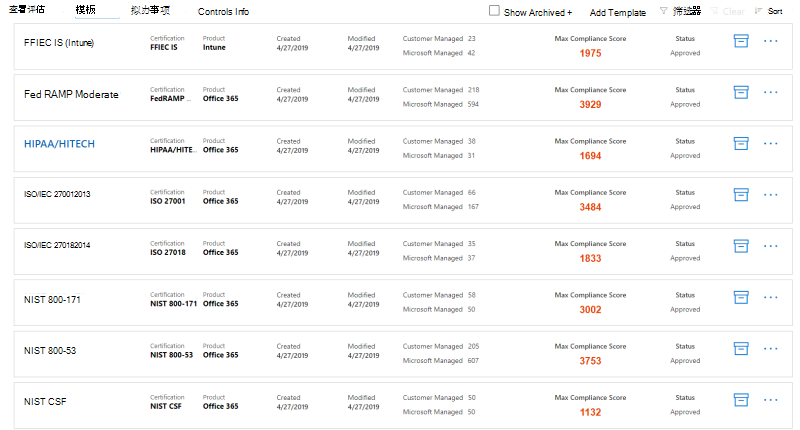 查看评估 模板 拟办事项 Controls Info Show Archived + Add Template 筛选器 Clear Sort
FFIEC IS (Intune) Certification FFIEC IS Product Intune Created 4/27/2019 Modified 4/27/2019 Customer Managed 23 Microsoft Managed 42 Max Compliance Score 1975 Status Approved
Fed RAMP Moderate Certification FedRAMP ... Product Office 365 Created 4/27/2019 Modified 4/27/2019 Customer Managed 218 Microsoft Managed 594 Max Compliance Score 3929 Status Approved
HIPAA/HITECH Certification HIPAA/HITE... Product Office 365 Created 4/27/2019 Modified 4/27/2019 Customer Managed 38 Microsoft Managed 31 Max Compliance Score 1694 Status Approved
ISO/IEC 270012013 Certification ISO 27001 Product Office 365 Created 4/27/2019 Modified 4/27/2019 Customer Managed 66 Microsoft Managed 167 Max Compliance Score 3484 Status Approved
ISO/IEC 270182014 Certification ISO 27018 Product Office 365 Created 4/27/2019 Modified 4/27/2019 Customer Managed 35 Microsoft Managed 37 Max Compliance Score 1833 Status Approved
NIST 800-171 Certification NIST 800-171 Product Office 365 Created 4/27/2019 Modified 4/27/2019 Customer Managed 58 Microsoft Managed 50 Max Compliance Score 3002 Status Approved
NIST 800-53 Certification NIST 800-53 Product Office 365 Created 4/27/2019 Modified 4/27/2019 Customer Managed 205 Microsoft Managed 607 Max Compliance Score 3753 Status Approved
NIST CSF Certification NIST CSF Product Office 365 Created 4/27/2019 Modified 4/27/2019 Customer Managed 50 Microsoft Managed 50 Max Compliance Score 1132 Status Approved